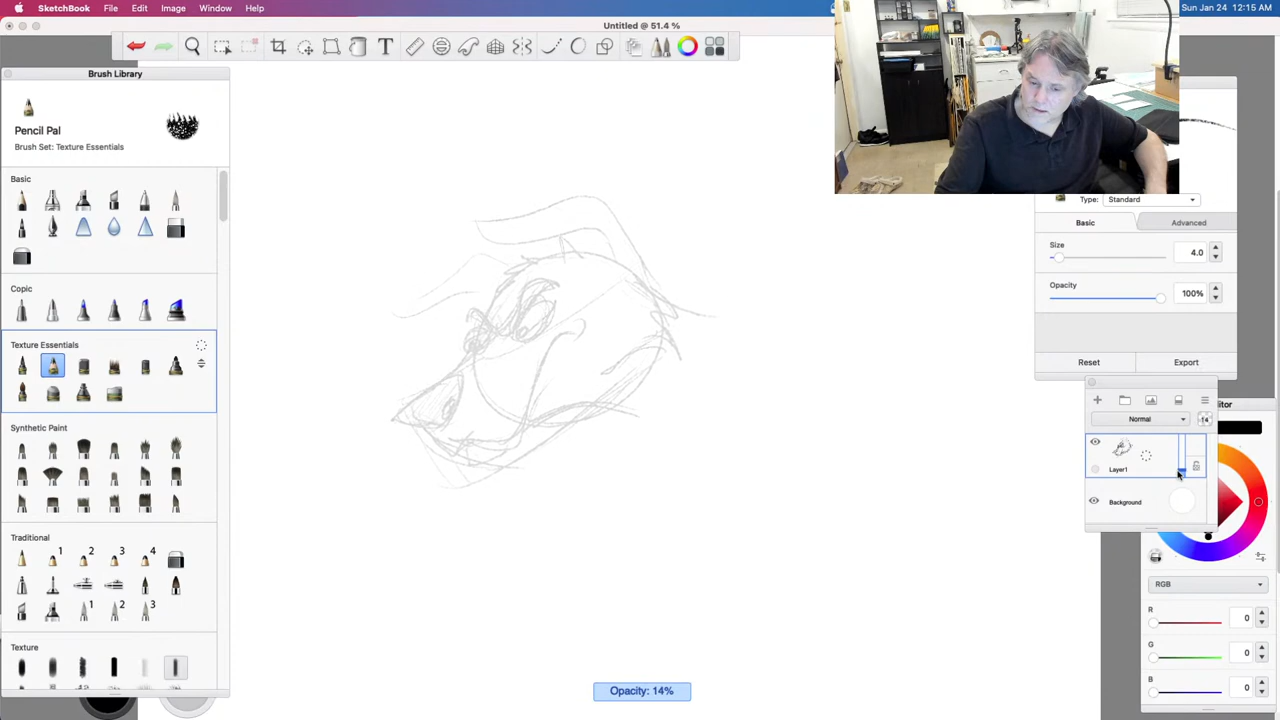 SketchBook File Edit Image Window Help
Sun Jan 24 12:15 AM
Untitled @ 51.4 %
T
Brush Library
Pencil Pal
Brush Set: Texture Essentials
Basic
Copic
Texture Essentials
Synthetic Paint
Traditional
1 2 3 4
1 2 3
Texture
Type: Standard
Basic Advanced
Size
4.0
Opacity
100%
Reset Export
Normal 14
Layer1
Background
RGB
R 0
G 0
B 0
Opacity: 14%